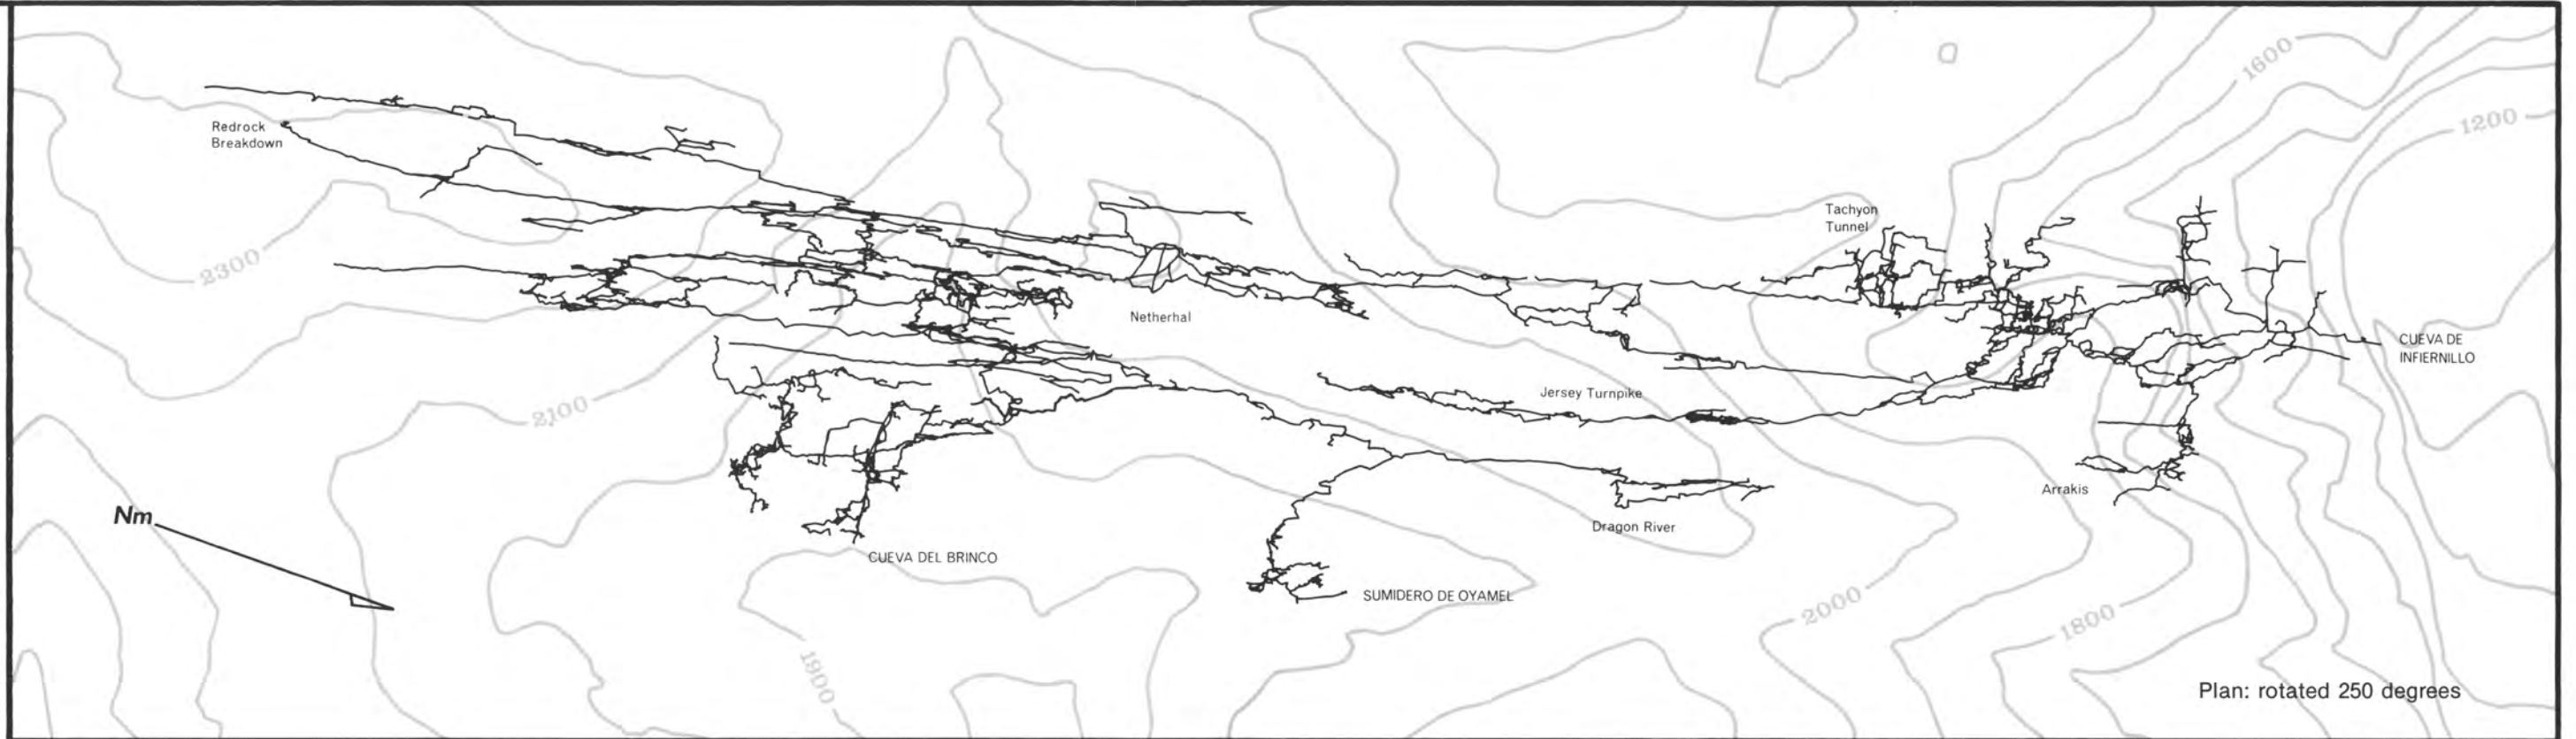 1600
1200
Redrock
Breakdown
Tachyon
Tunnel
2300
Netherhal
CUEVA DE
INFIERNILLO
Jersey Turnpike
2100
Arrakis
Nm
Dragon River
CUEVA DEL BRINCO
SUMIDERO DE OYAMEL
2000
1800
1900
Plan: rotated 250 degrees